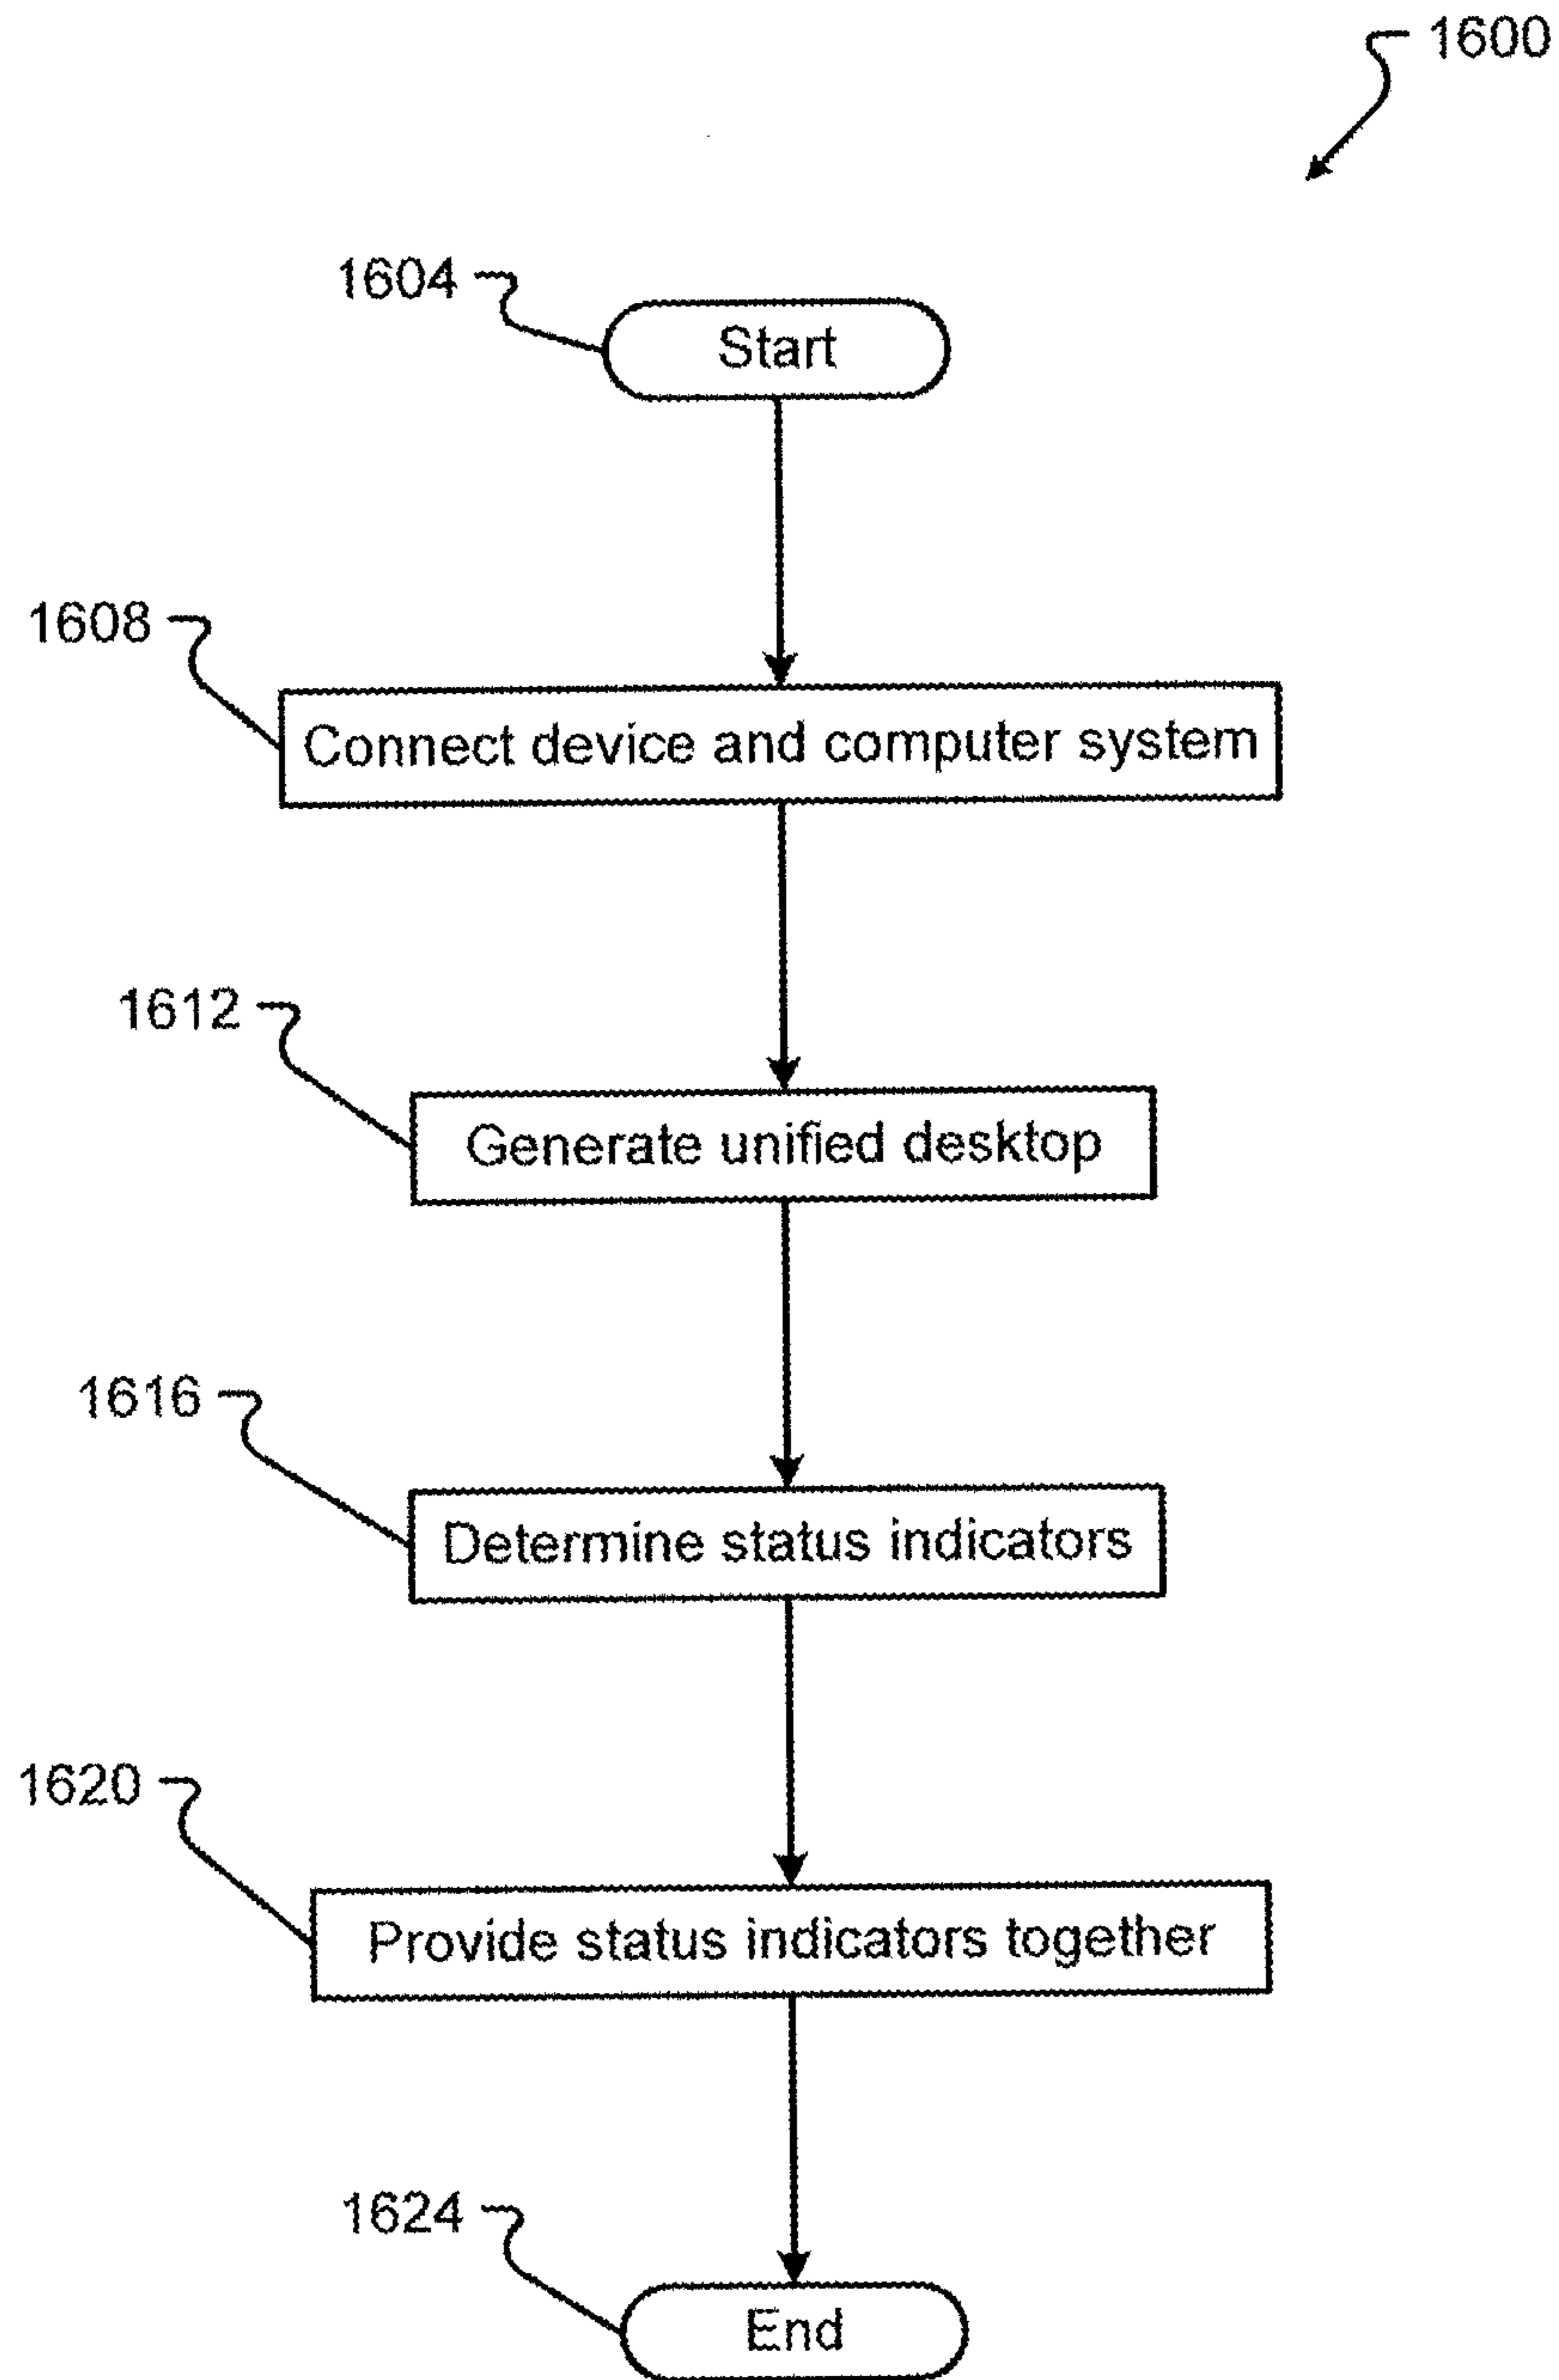 1600
1604
Start
1608
Connect device and computer system
1612
Generate unified desktop
1616
Determine status indicators
1620
Provide status indicators together
1624
End